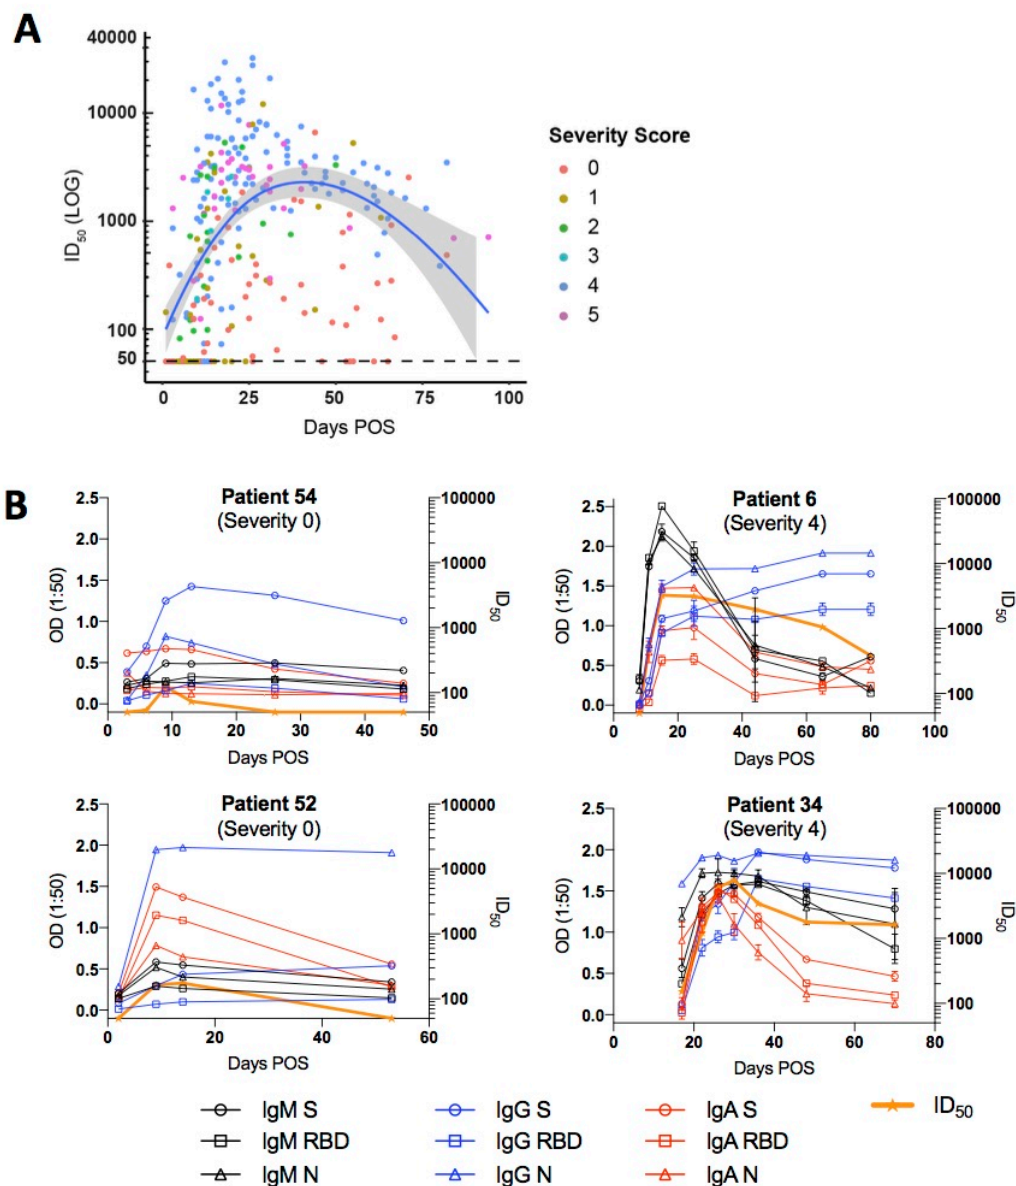 A
40000
10000
1000
100
50
ID50 (LOG)
0 25 50 75 100
Days POS
Severity Score
0
1
2
3
4
5
B
Patient 54
(Severity 0)
2.5
2.0
1.5
1.0
0.5
0.0
OD (1:50)
100000
10000
1000
100
ID50
0 10 20 30 40 50
Days POS
Patient 6
(Severity 4)
2.5
2.0
1.5
1.0
0.5
0.0
OD (1:50)
100000
10000
1000
100
ID50
0 20 40 60 80 100
Days POS
Patient 52
(Severity 0)
2.5
2.0
1.5
1.0
0.5
0.0
OD (1:50)
100000
10000
1000
100
ID50
0 20 40 60
Days POS
Patient 34
(Severity 4)
2.5
2.0
1.5
1.0
0.5
0.0
OD (1:50)
100000
10000
1000
100
ID50
0 20 40 60 80
Days POS
IgM S IgG S IgA S ID50
IgM RBD IgG RBD IgA RBD
IgM N IgG N IgA N